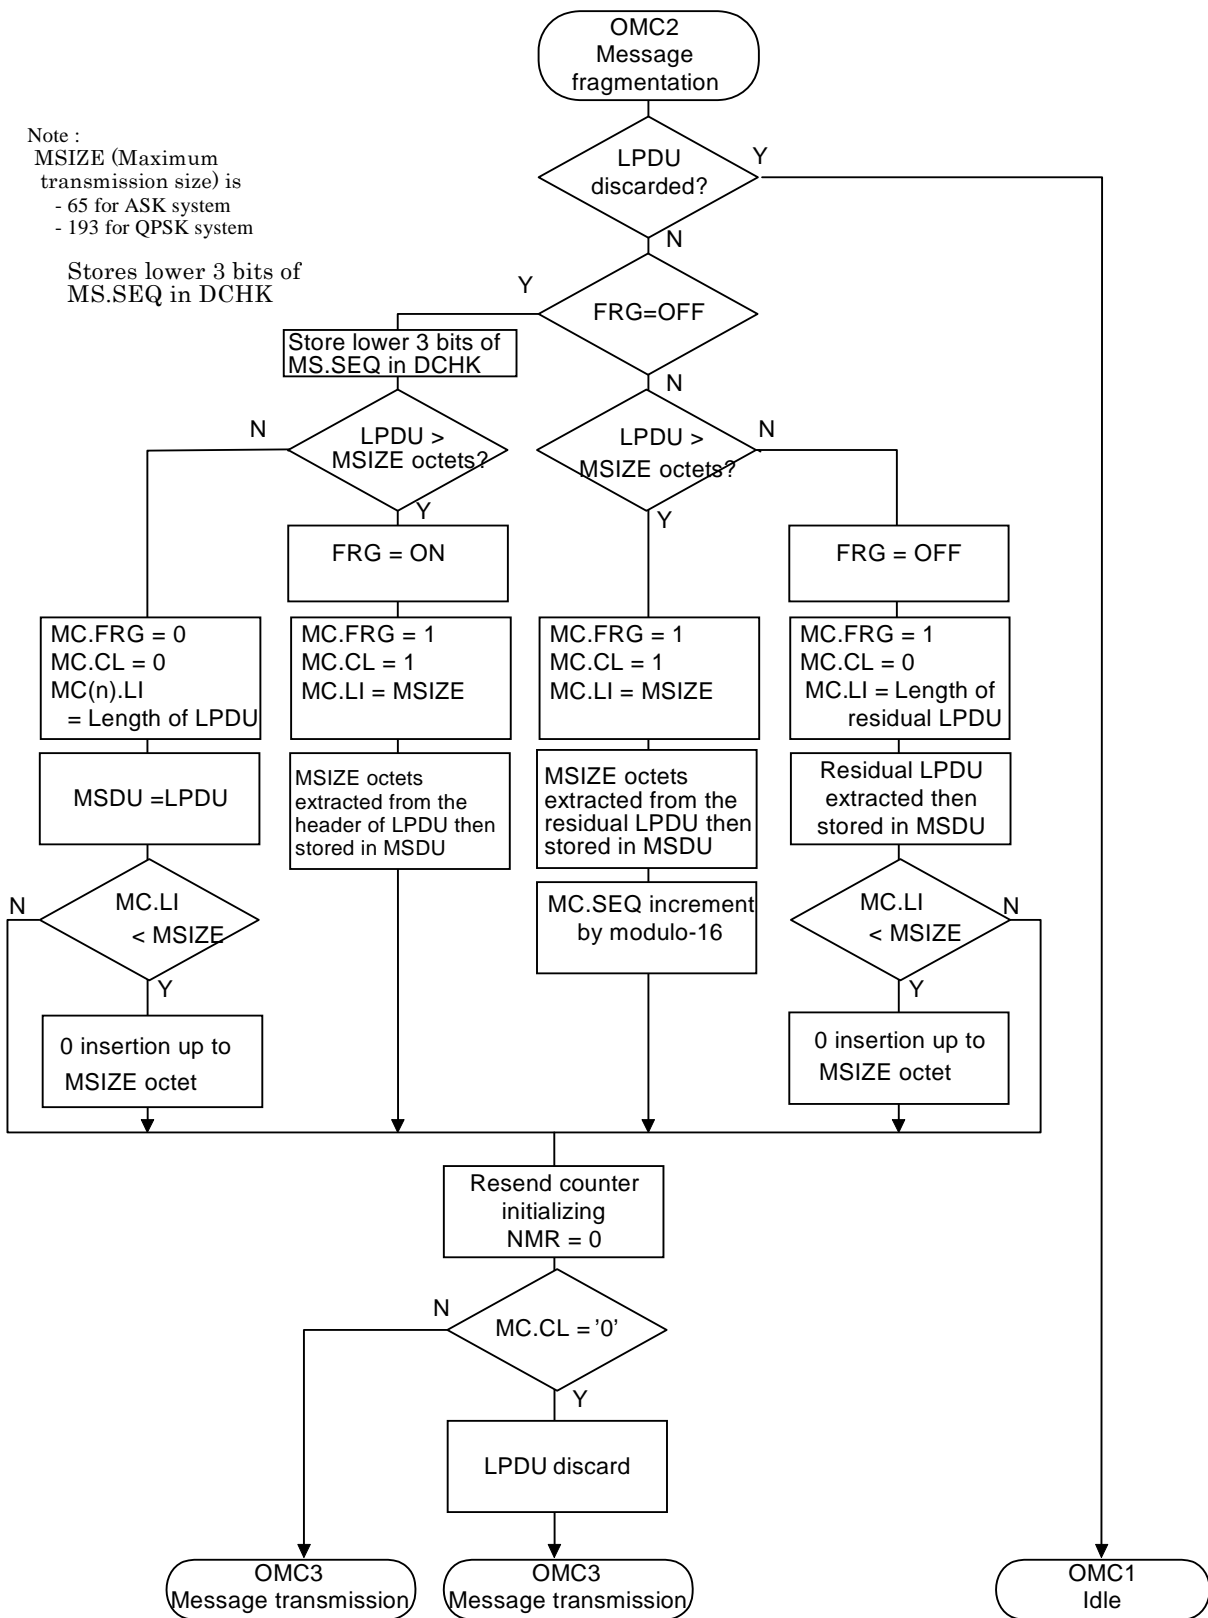 OMC2
Message
fragmentation
Note :
MSIZE (Maximum
transmission size) is
- 65 for ASK system
- 193 for QPSK system
Stores lower 3 bits of
MS.SEQ in DCHK
LPDU
discarded?
Y
N
Y
FRG=OFF
Store lower 3 bits of
MS.SEQ in DCHK
N
N
LPDU >
MSIZE octets?
Y
LPDU >
MSIZE octets?
N
Y
FRG = ON
FRG = OFF
MC.FRG = 0
MC.CL = 0
MC(n).LI
= Length of LPDU
MC.FRG = 1
MC.CL = 1
MC.LI = MSIZE
MC.FRG = 1
MC.CL = 1
MC.LI = MSIZE
MC.FRG = 1
MC.CL = 0
MC.LI = Length of
residual LPDU
MSDU =LPDU
MSIZE octets
extracted from the
header of LPDU then
stored in MSDU
MSIZE octets
extracted from the
residual LPDU then
stored in MSDU
Residual LPDU
extracted then
stored in MSDU
N
MC.LI
< MSIZE
Y
MC.SEQ increment
by modulo-16
MC.LI
< MSIZE
N
Y
0 insertion up to
MSIZE octet
0 insertion up to
MSIZE octet
Resend counter
initializing
NMR = 0
N
MC.CL = '0'
Y
LPDU discard
OMC3
Message transmission
OMC3
Message transmission
OMC1
Idle